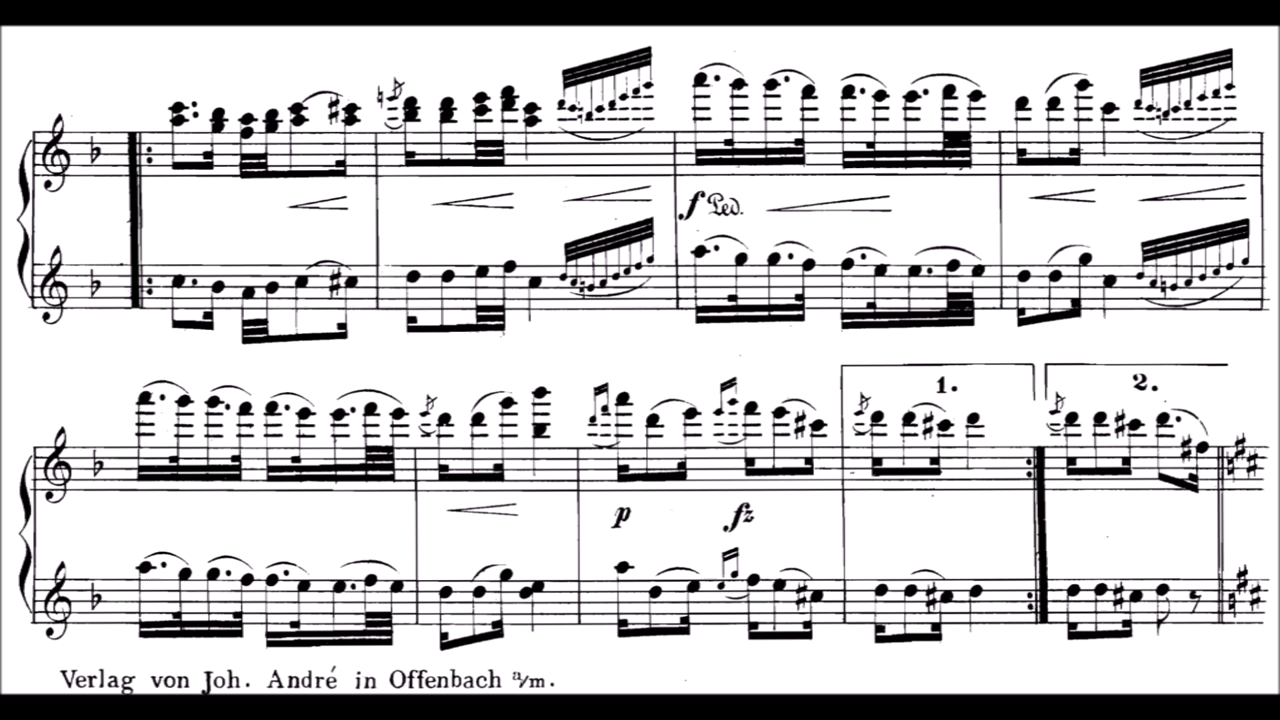 f Ped.
1. 2.
p fz
Verlag von Joh. André in Offenbach a/m.